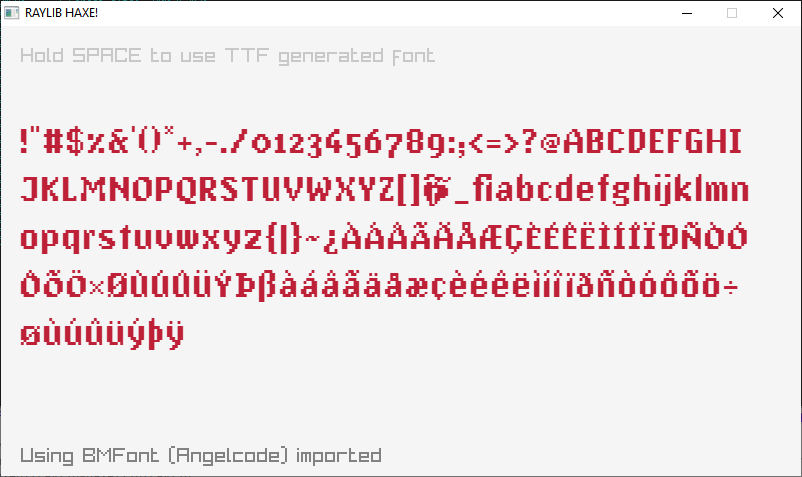 RAYLIB HAXE!
Hold SPACE to use TTF generated font
!"#$%&'()*+,-./0123456789:;<=>?@ABCDEFGHI
JKLMNOPQRSTUVWXYZ[]_ﬁabcdefghijklmn
opqrstuvwxyz{|}~¿ÀÁÂÃÄÅÆÇÈÉÊËÌÍÎÏÐÑÒÓ
ÔÕÖ×ØÙÚÛÜÝÞßàáâãäåæçèéêëìíîïðñòóôõö÷
øùúûüýþÿ
Using BMFont (Angelcode) imported